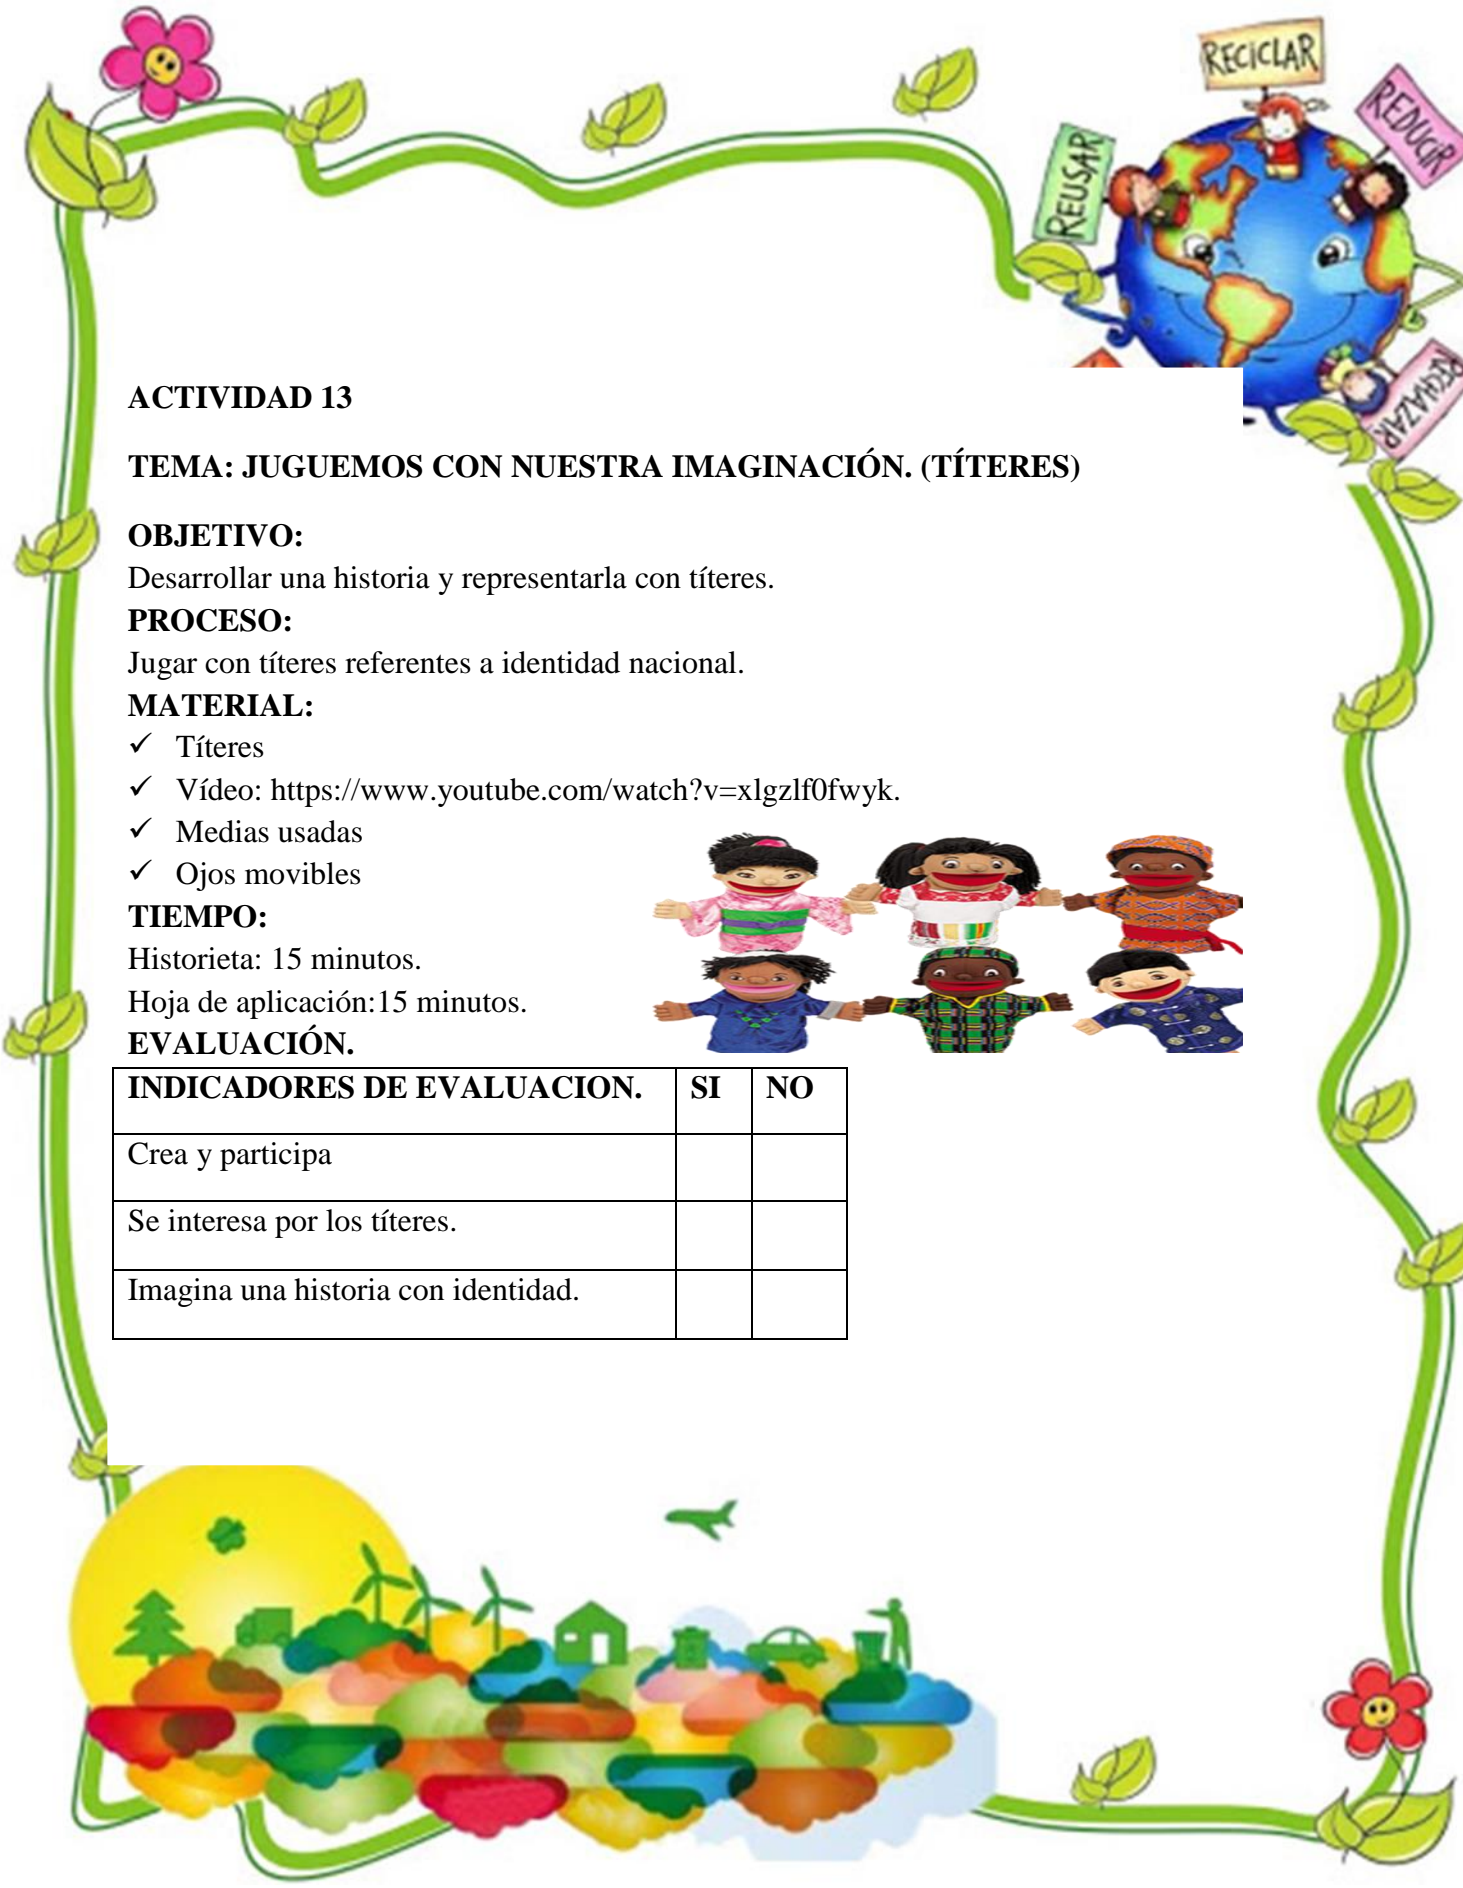 RECICLAR
REDUCIR
REUSAR
RECHAZAR
ACTIVIDAD 13
TEMA: JUGUEMOS CON NUESTRA IMAGINACIÓN. (TÍTERES)
OBJETIVO:
Desarrollar una historia y representarla con títeres.
PROCESO:
Jugar con títeres referentes a identidad nacional.
MATERIAL:
✓ Títeres
✓ Vídeo: https://www.youtube.com/watch?v=xlgzlf0fwyk.
✓ Medias usadas
✓ Ojos movibles
TIEMPO:
Historieta: 15 minutos.
Hoja de aplicación:15 minutos.
EVALUACIÓN.
INDICADORES DE EVALUACION. SI NO
Crea y participa
Se interesa por los títeres.
Imagina una historia con identidad.